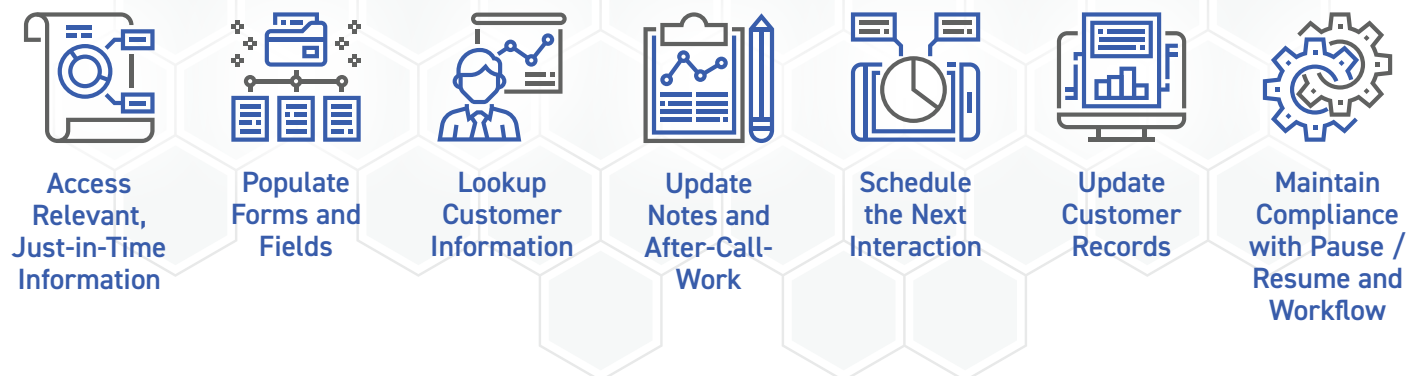 Access
Relevant,
Just-in-Time
Information
Populate
Forms and
Fields
Lookup
Customer
Information
Update
Notes and
After-Call-
Work
Schedule
the Next
Interaction
Update
Customer
Records
Maintain
Compliance
with Pause /
Resume and
Workflow